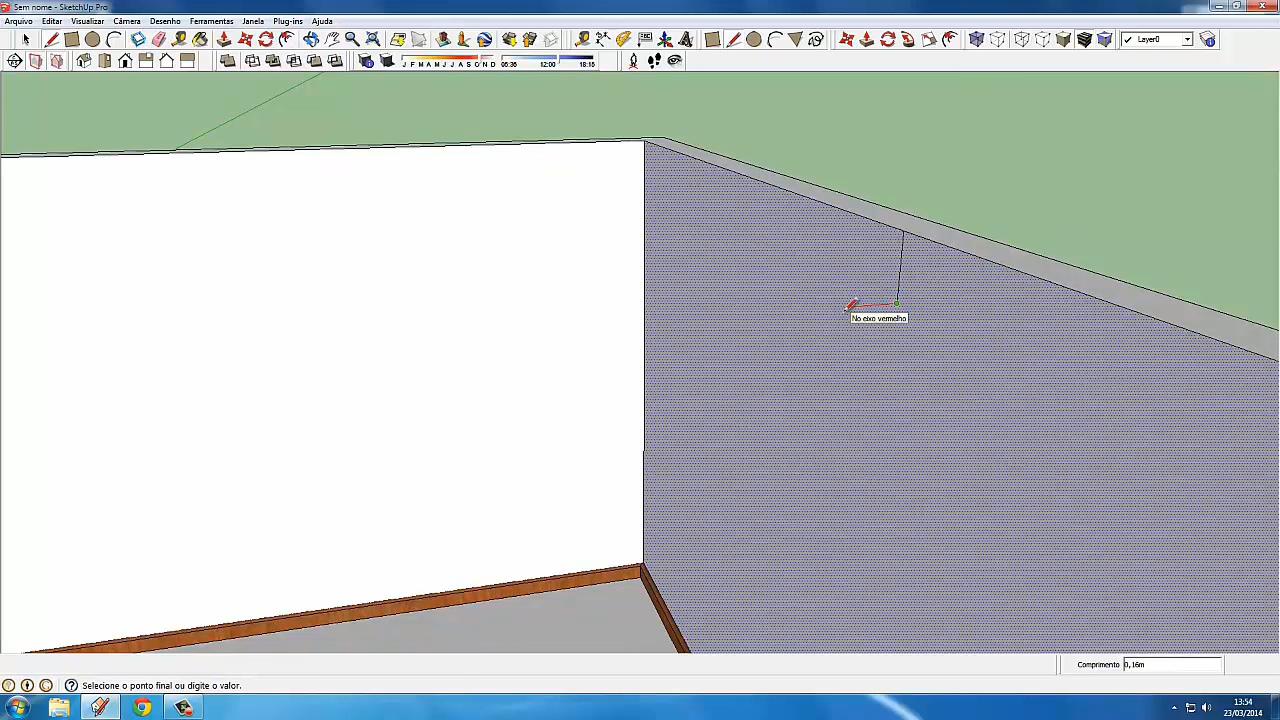 Sem nome - SketchUp Pro
Arquivo Editar Visualizar Câmera Desenho Ferramentas Janela Plug-ins Ajuda
Layer0
J F M A M J J A S O N D 05:36 12:00 18:15
No eixo vermelho
Comprimento 0,16m
Selecione o ponto final ou digite o valor.
13:54
23/03/2014